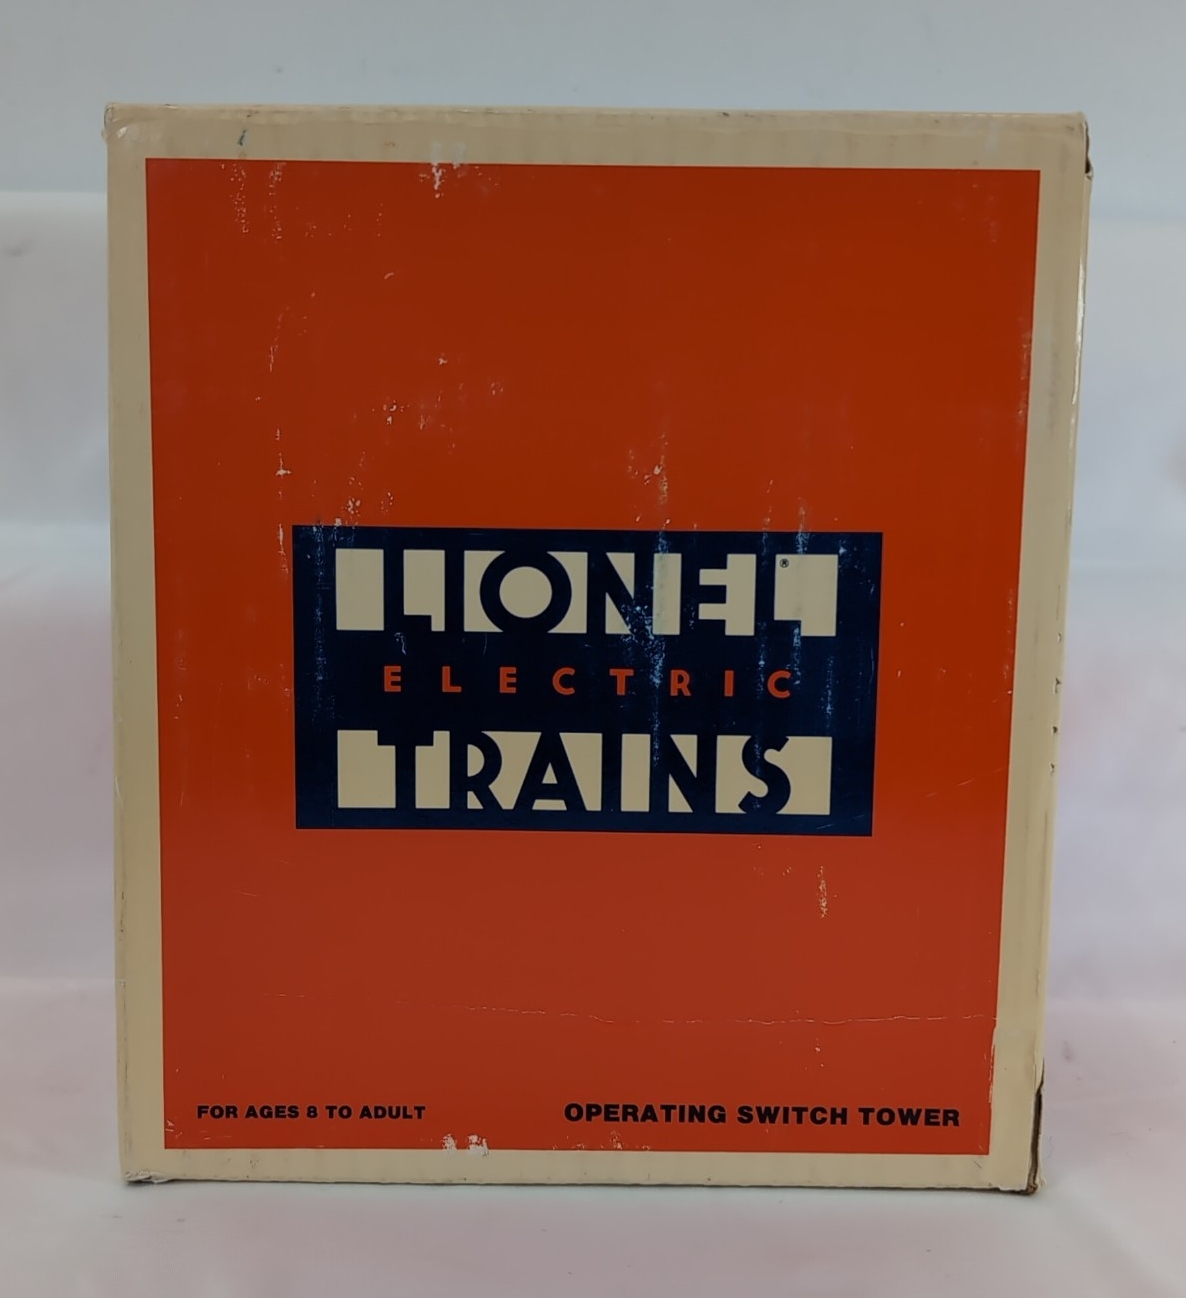 LIONEL®
ELECTRIC
TRAINS
FOR AGES 8 TO ADULT
OPERATING SWITCH TOWER